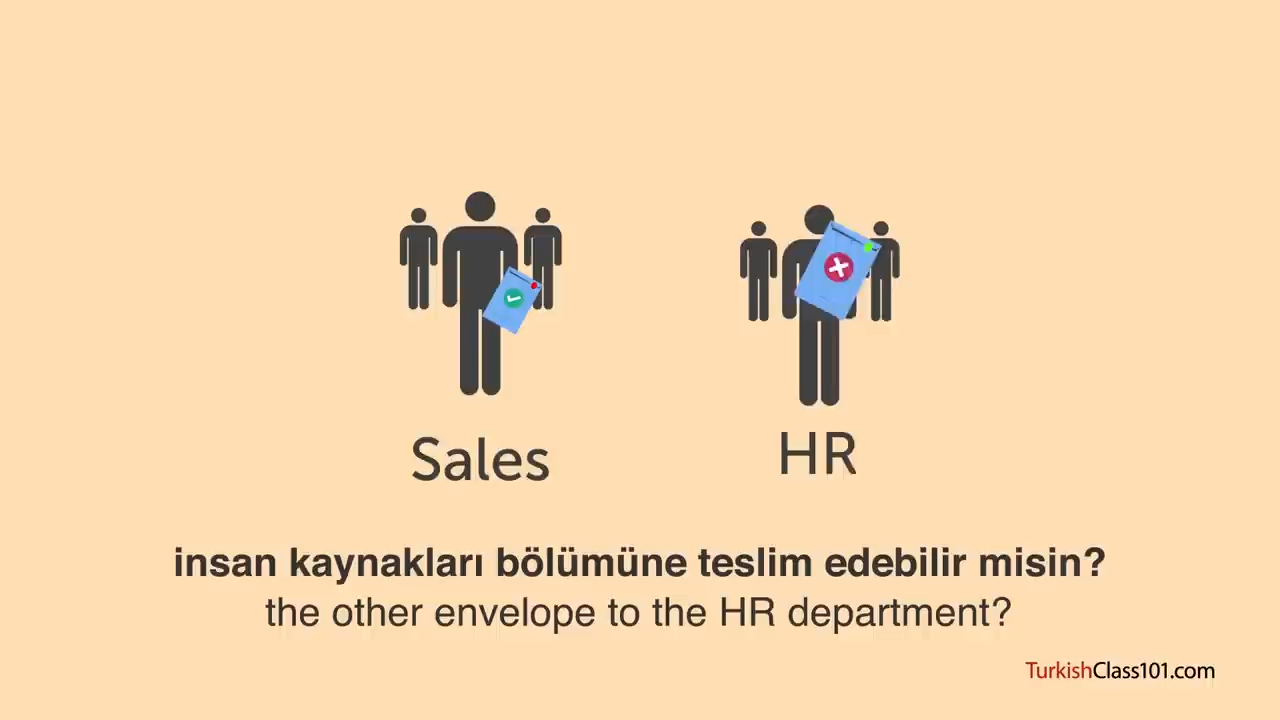 Sales
HR
insan kaynakları bölümüne teslim edebilir misin?
the other envelope to the HR department?
TurkishClass101.com